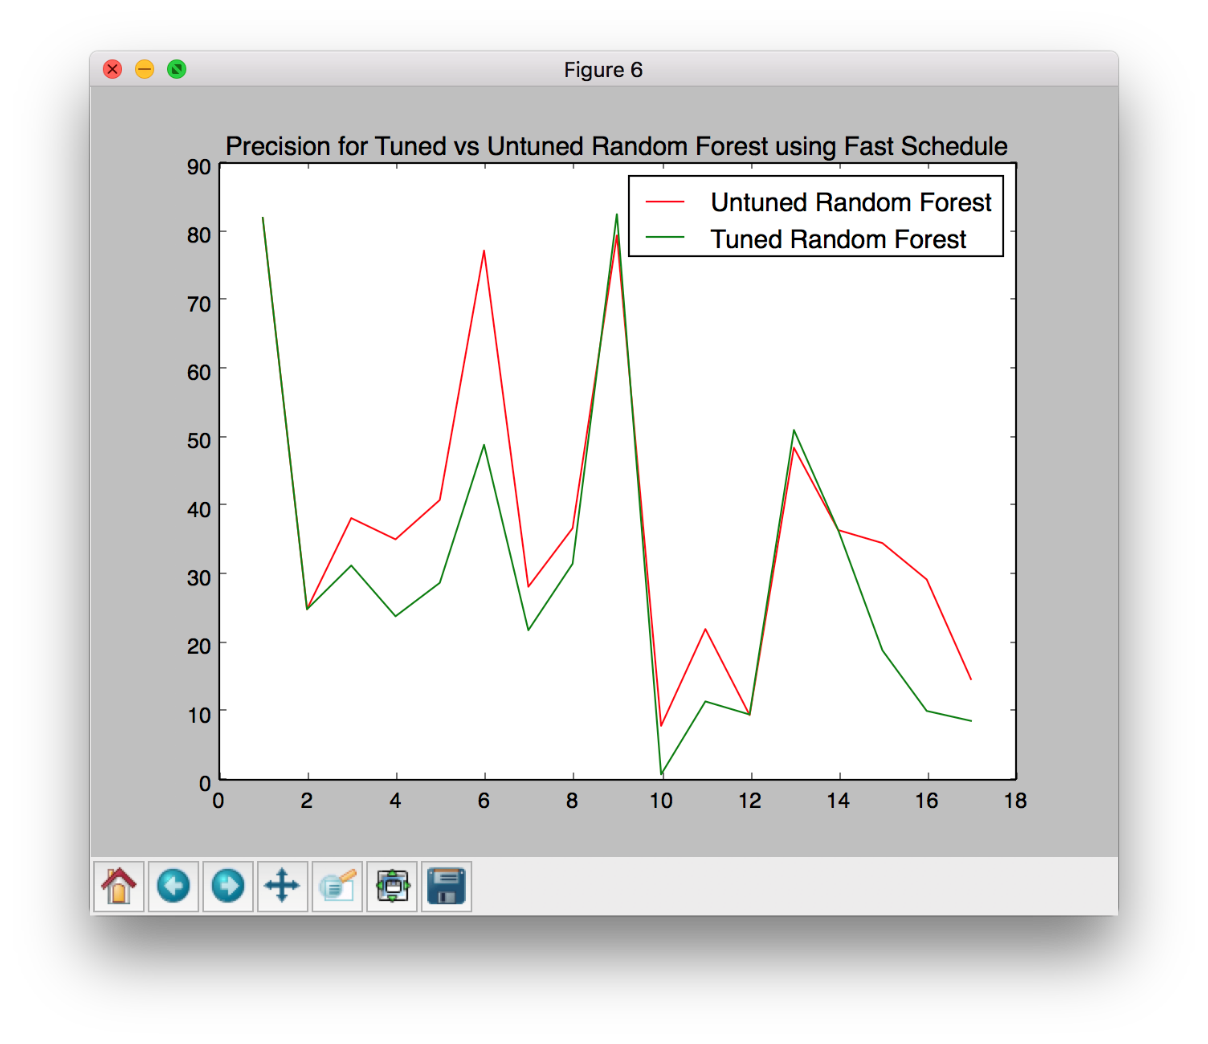 Figure 6
Precision for Tuned vs Untuned Random Forest using Fast Schedule
90
80
70
60
50
40
30
20
10
0
Untuned Random Forest
Tuned Random Forest
0 2 4 6 8 10 12 14 16 18